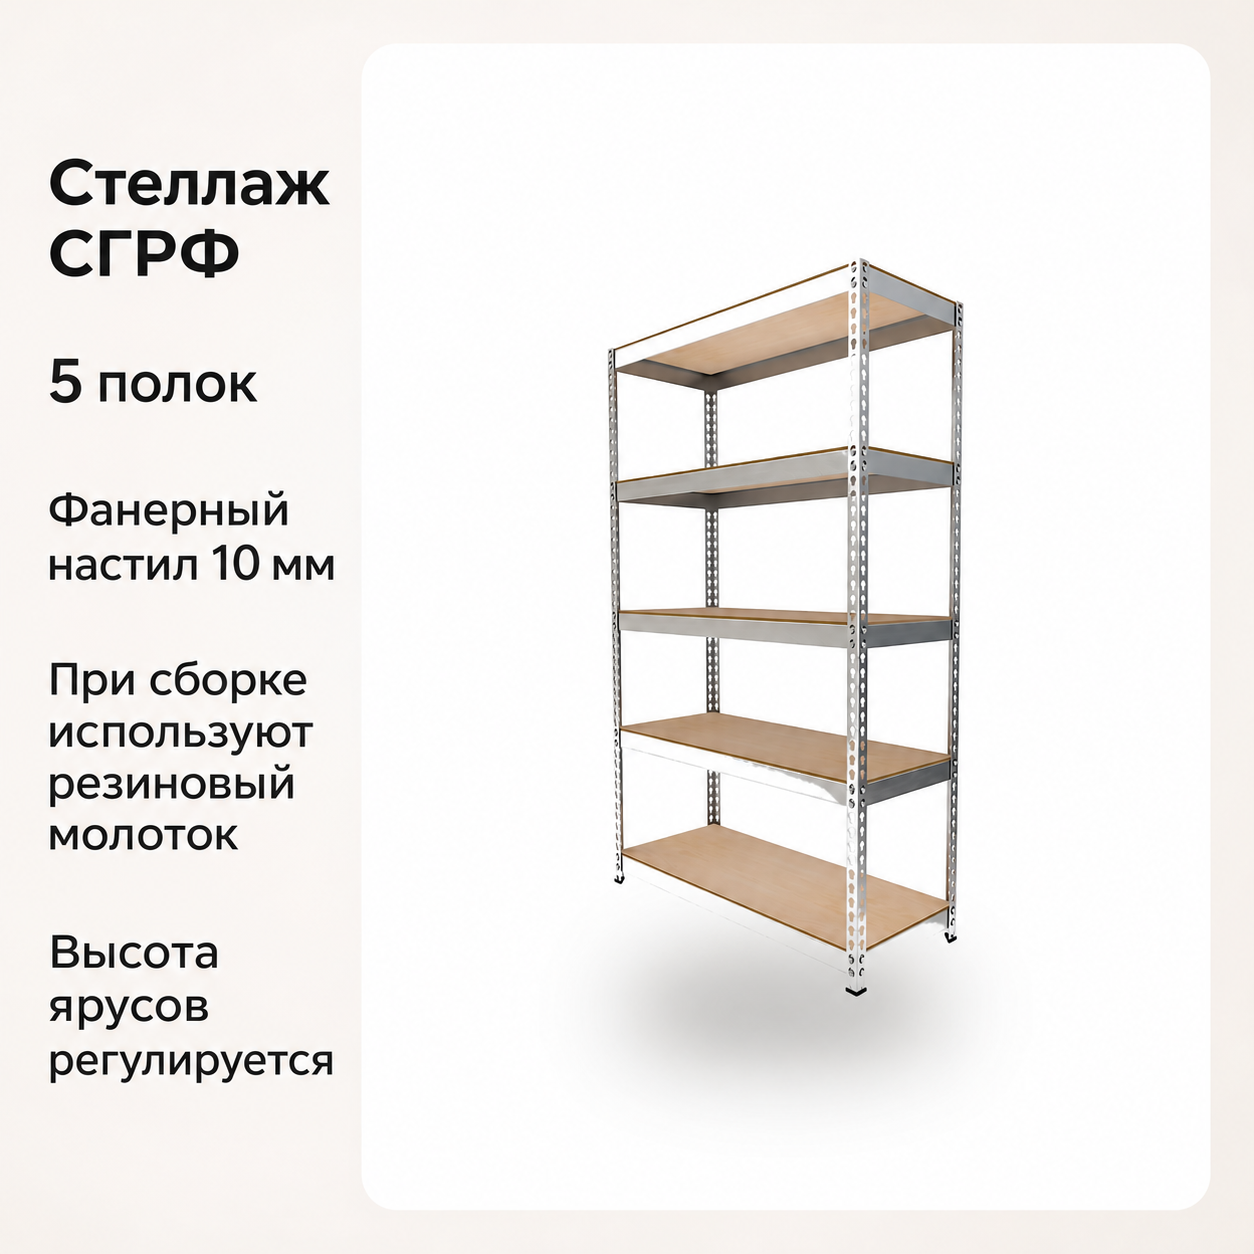 Стеллаж
СГРФ
5 полок
Фанерный
настил 10 мм
При сборке
используют
резиновый
молоток
Высота
ярусов
регулируется